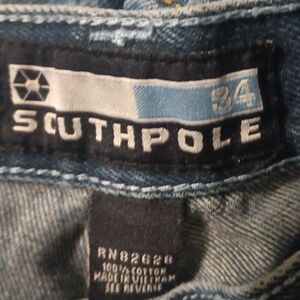 34
SOUTHPOLE
RN82628
100% COTTON
MADE IN VIETNAM
SEE REVERSE